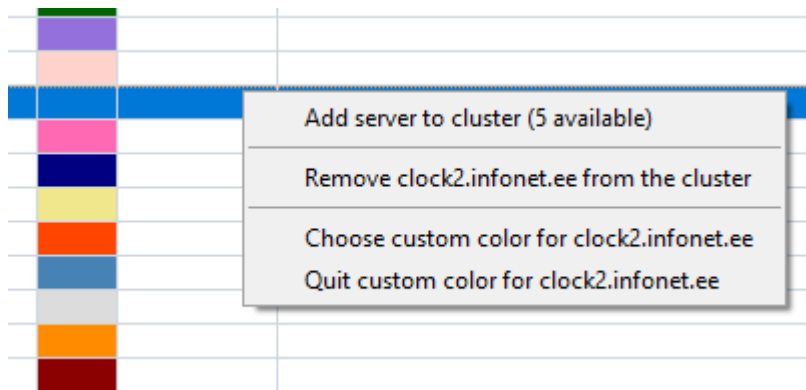 Add server to cluster (5 available)
Remove clock2.infonet.ee from the cluster
Choose custom color for clock2.infonet.ee
Quit custom color for clock2.infonet.ee